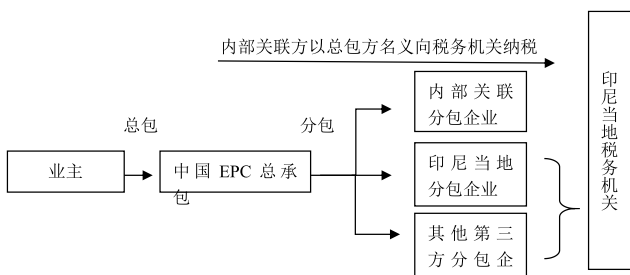 内部关联方以总包方名义向税务机关纳税
总包
分包
业主
中国 EPC 总承
包
内部关联
分包企业
印尼当地
分包企业
其他第三
方分包企
印尼当地税务机关